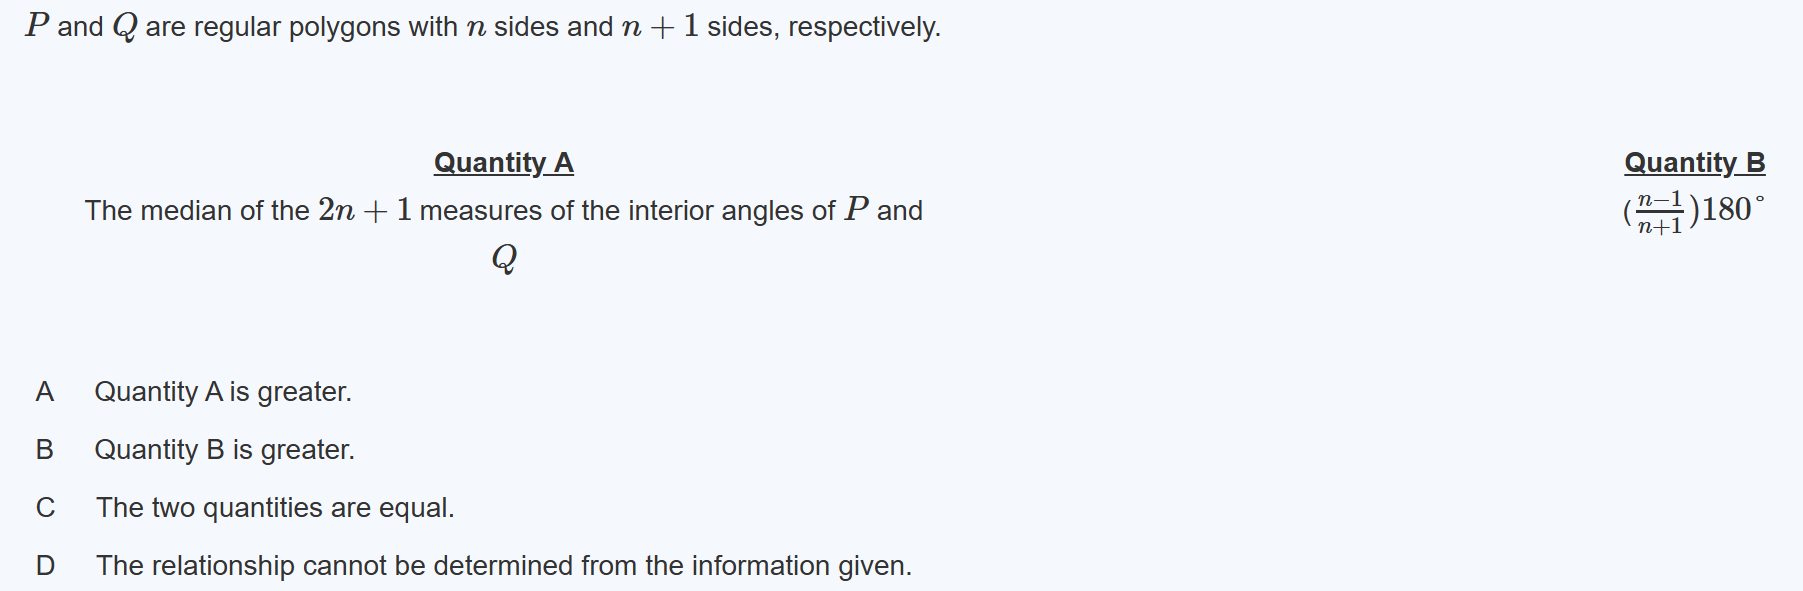 P and Q are regular polygons with n sides and n + 1 sides, respectively.
Quantity A
Quantity B
The median of the 2n + 1 measures of the interior angles of P and
Q
(\frac{n-1}{n+1})180°
A Quantity A is greater.
B Quantity B is greater.
C The two quantities are equal.
D The relationship cannot be determined from the information given.